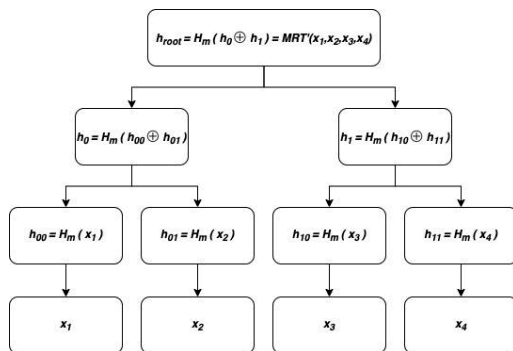 h_root = H_m ( h_0 ⊕ h_1 ) = MRT'(x_1,x_2,x_3,x_4)
h_0 = H_m ( h_00 ⊕ h_01 )
h_1 = H_m ( h_10 ⊕ h_11 )
h_00 = H_m ( x_1 )
h_01 = H_m ( x_2 )
h_10 = H_m ( x_3 )
h_11 = H_m ( x_4 )
x_1
x_2
x_3
x_4